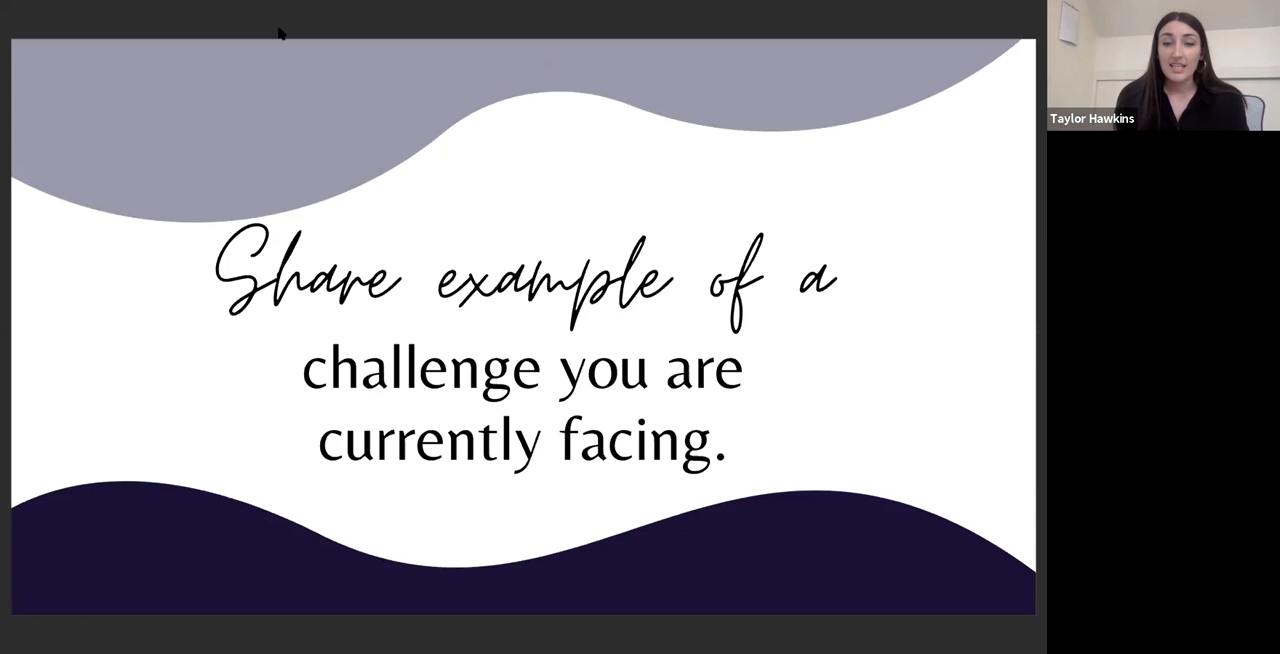 Share example of a
challenge you are
currently facing.
Taylor Hawkins